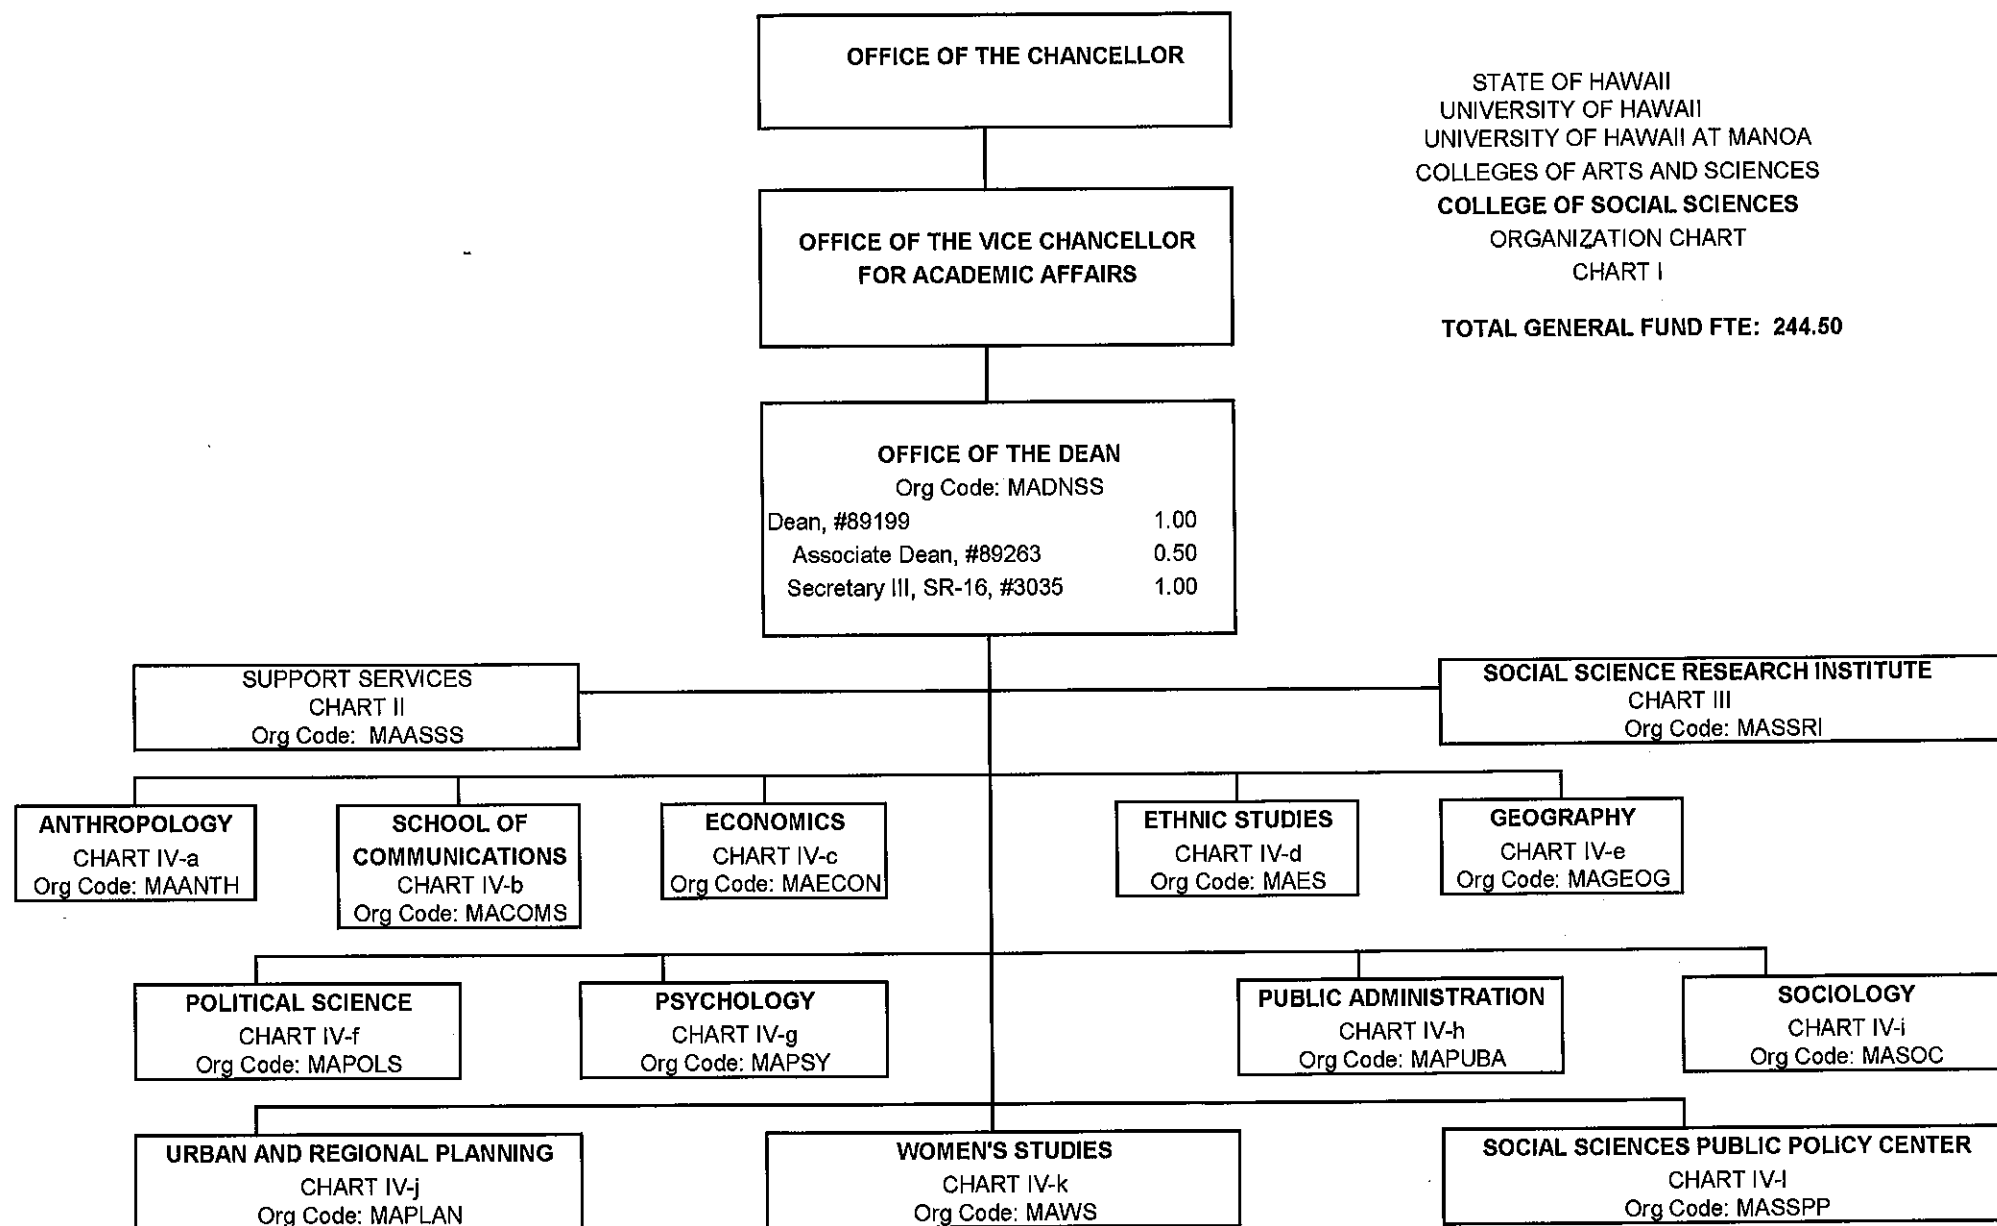 OFFICE OF THE CHANCELLOR
STATE OF HAWAII
UNIVERSITY OF HAWAII
UNIVERSITY OF HAWAII AT MANOA
COLLEGES OF ARTS AND SCIENCES
COLLEGE OF SOCIAL SCIENCES
ORGANIZATION CHART
CHART I
TOTAL GENERAL FUND FTE: 244.50
OFFICE OF THE VICE CHANCELLOR
FOR ACADEMIC AFFAIRS
OFFICE OF THE DEAN
Org Code: MADNSS
Dean, #89199 1.00
Associate Dean, #89263 0.50
Secretary III, SR-16, #3035 1.00
SUPPORT SERVICES
CHART II
Org Code: MAASSS
SOCIAL SCIENCE RESEARCH INSTITUTE
CHART III
Org Code: MASSRI
ANTHROPOLOGY
CHART IV-a
Org Code: MAANTH
SCHOOL OF
COMMUNICATIONS
CHART IV-b
Org Code: MACOMS
ECONOMICS
CHART IV-c
Org Code: MAECON
ETHNIC STUDIES
CHART IV-d
Org Code: MAES
GEOGRAPHY
CHART IV-e
Org Code: MAGEOG
POLITICAL SCIENCE
CHART IV-f
Org Code: MAPOLS
PSYCHOLOGY
CHART IV-g
Org Code: MAPSY
PUBLIC ADMINISTRATION
CHART IV-h
Org Code: MAPUBA
SOCIOLOGY
CHART IV-i
Org Code: MASOC
URBAN AND REGIONAL PLANNING
CHART IV-j
Org Code: MAPLAN
WOMEN'S STUDIES
CHART IV-k
Org Code: MAWS
SOCIAL SCIENCES PUBLIC POLICY CENTER
CHART IV-l
Org Code: MASSPP